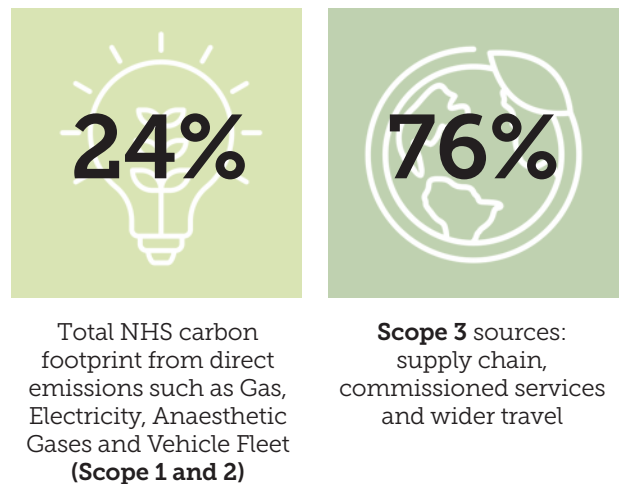 24%
Total NHS carbon
footprint from direct
emissions such as Gas,
Electricity, Anaesthetic
Gases and Vehicle Fleet
(Scope 1 and 2)
76%
Scope 3 sources:
supply chain,
commissioned services
and wider travel